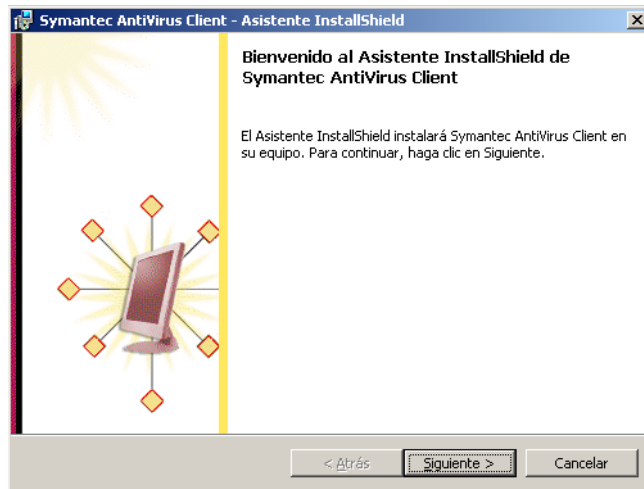 Symantec AntiVirus Client - Asistente InstallShield
Bienvenido al Asistente InstallShield de
Symantec AntiVirus Client
El Asistente InstallShield instalará Symantec AntiVirus Client en
su equipo. Para continuar, haga clic en Siguiente.
< Atrás
Siguiente >
Cancelar